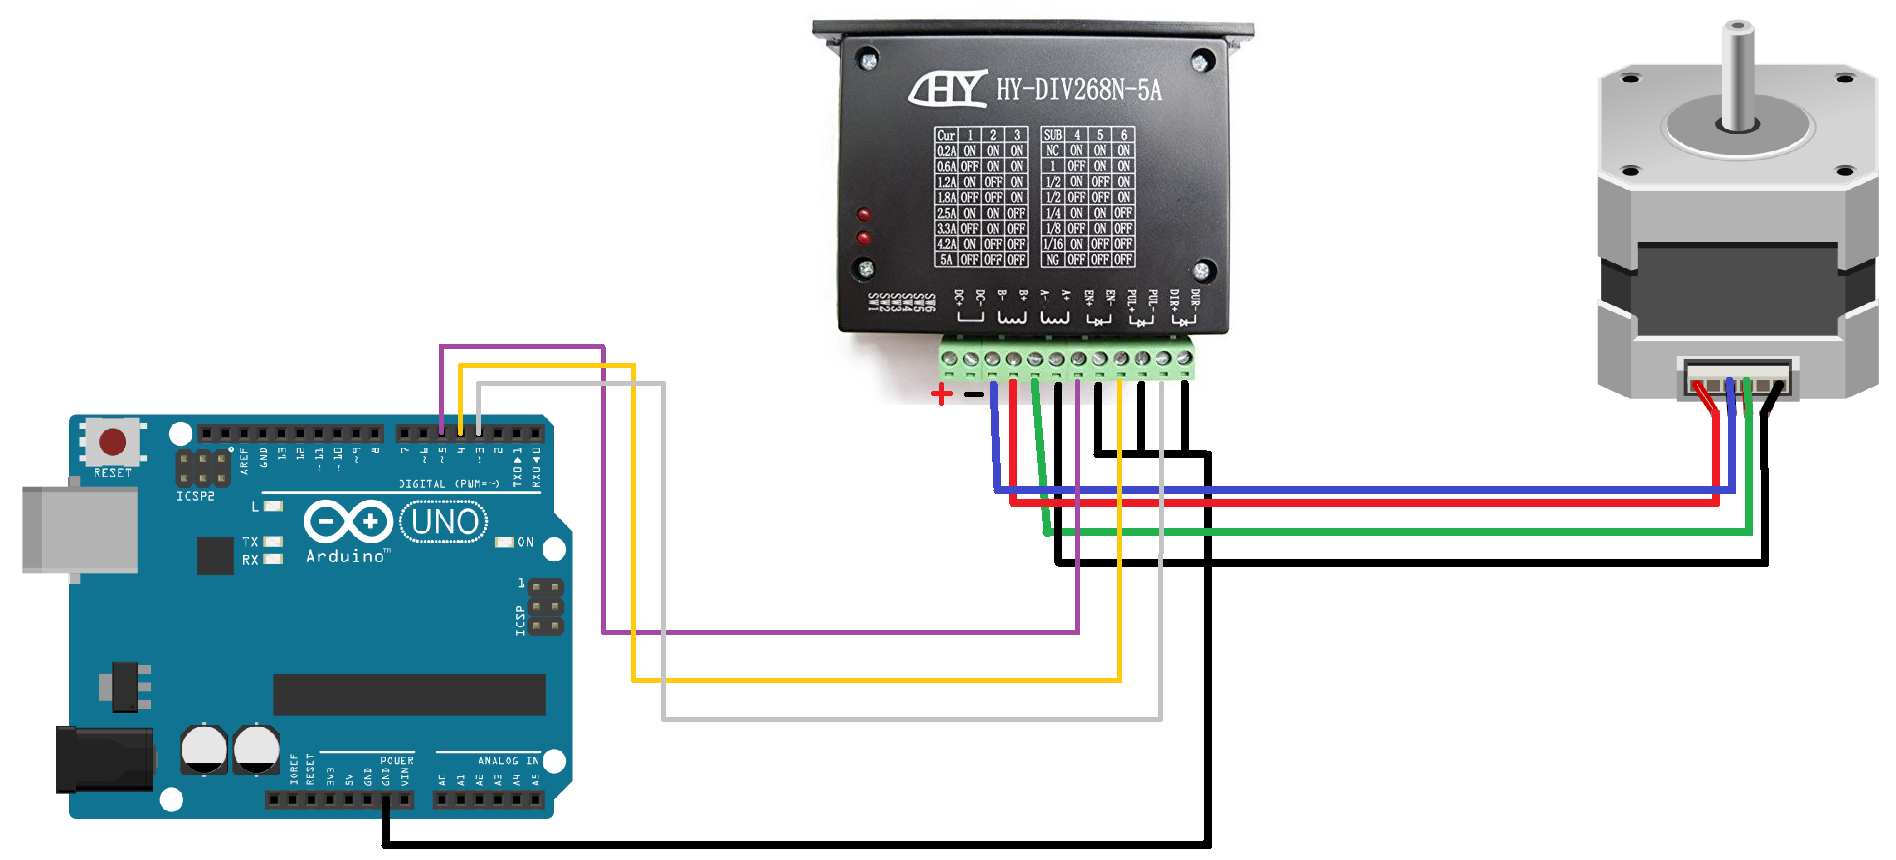 HY HY-DIV268N-5A
Cur 1 2 3
0.2A ON ON ON
0.6A OFF ON ON
1.2A ON OFF ON
1.8A OFF OFF ON
2.5A ON ON OFF
3.3A OFF ON OFF
4.2A ON OFF OFF
5A OFF OFF OFF
SUB 4 5 6
NC ON ON ON
1 OFF ON ON
1/2 ON OFF ON
1/2 OFF OFF ON
1/4 ON ON OFF
1/8 OFF ON OFF
1/16 ON OFF OFF
NG OFF OFF OFF
SW1 SW2 SW3 SW4 SW5 SW6
DC+ DC- B- B+ A- A+ EN+ EN- PUL+ PUL- DIR+ DUR-
+ −
RESET
ICSP2
AREF GND 13 12 ~11 ~10 ~9 8
7 ~6 ~5 4 ~3 2 TX0▶1 RX0◀0
DIGITAL (PWM=~)
L
TX
RX
Arduino™
UNO
ON
1
ICSP
POWER
ANALOG IN
IOREF RESET 3V3 5V GND GND VIN
A0 A1 A2 A3 A4 A5